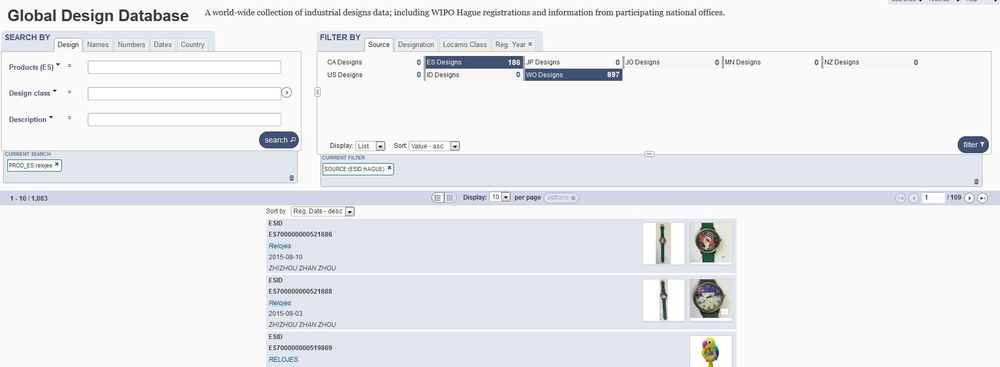 searches records help
Global Design Database
A world-wide collection of industrial designs data; including WIPO Hague registrations and information from participating national offices.
SEARCH BY
Design Names Numbers Dates Country
Products (ES) =
Design class =
Description =
search
CURRENT SEARCH
PROD_ES:relojes
FILTER BY
Source Designation Locarno Class Reg. Year
CA Designs 0 ES Designs 186 JP Designs 0 JO Designs 0 MN Designs 0 NZ Designs 0
US Designs 0 ID Designs 0 WO Designs 897
Display: List Sort: Value - asc
filter
CURRENT FILTER
SOURCE:(ESID HAGUE)
1 - 10 / 1,083 Display: 10 per page options 1 / 109
Sort by Reg. Date - desc
ESID
ES700000000521686
Relojes
2015-08-10
ZHIZHOU ZHAN ZHOU
ESID
ES700000000521688
Relojes
2015-08-03
ZHIZHOU ZHAN ZHOU
ESID
ES700000000519869
RELOJES.